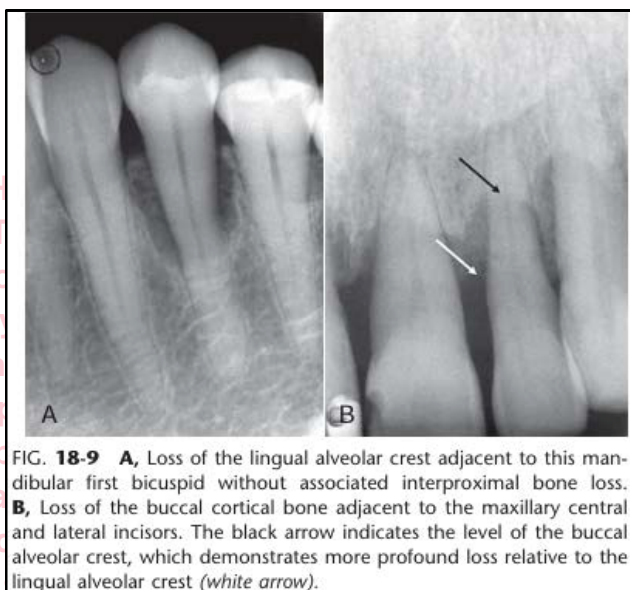 A
B
FIG. 18-9 A, Loss of the lingual alveolar crest adjacent to this man-
dibular first bicuspid without associated interproximal bone loss.
B, Loss of the buccal cortical bone adjacent to the maxillary central
and lateral incisors. The black arrow indicates the level of the buccal
alveolar crest, which demonstrates more profound loss relative to the
lingual alveolar crest (white arrow).